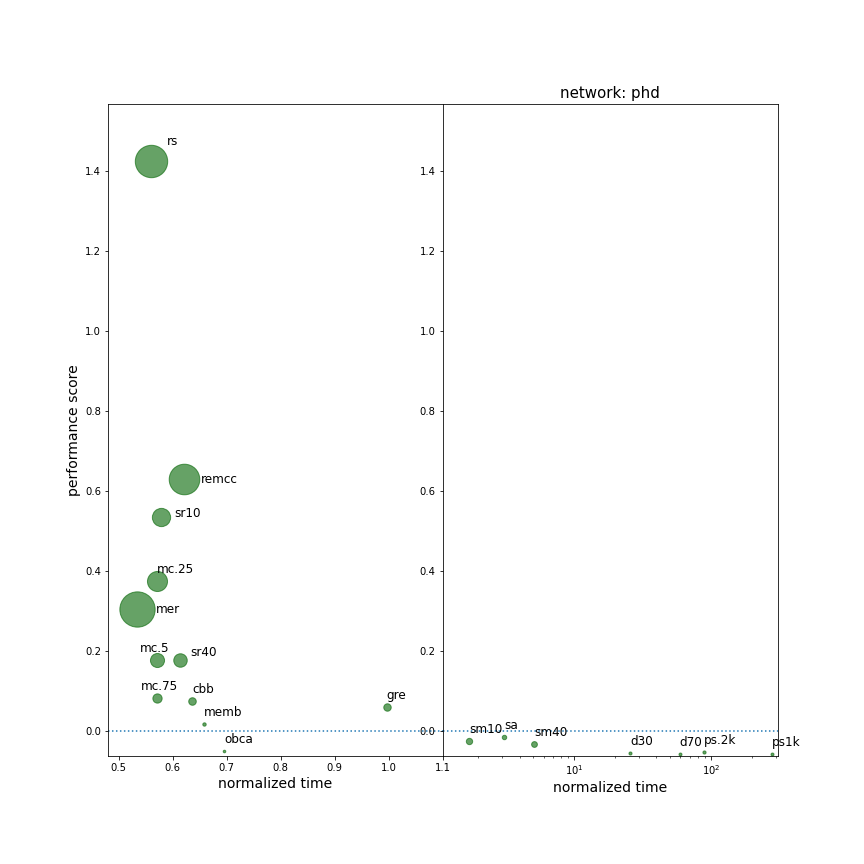 network: phd
performance score
1.4
1.2
1.0
0.8
0.6
0.4
0.2
0.0
rs
remcc
sr10
mc.25
mer
mc.5
sr40
mc.75
cbb
memb
obca
gre
0.5
0.6
0.7
0.8
0.9
1.0
1.1
normalized time
1.4
1.2
1.0
0.8
0.6
0.4
0.2
0.0
sm10
sa
sm40
d30
d70
ps.2k
ps1k
10¹
10²
normalized time